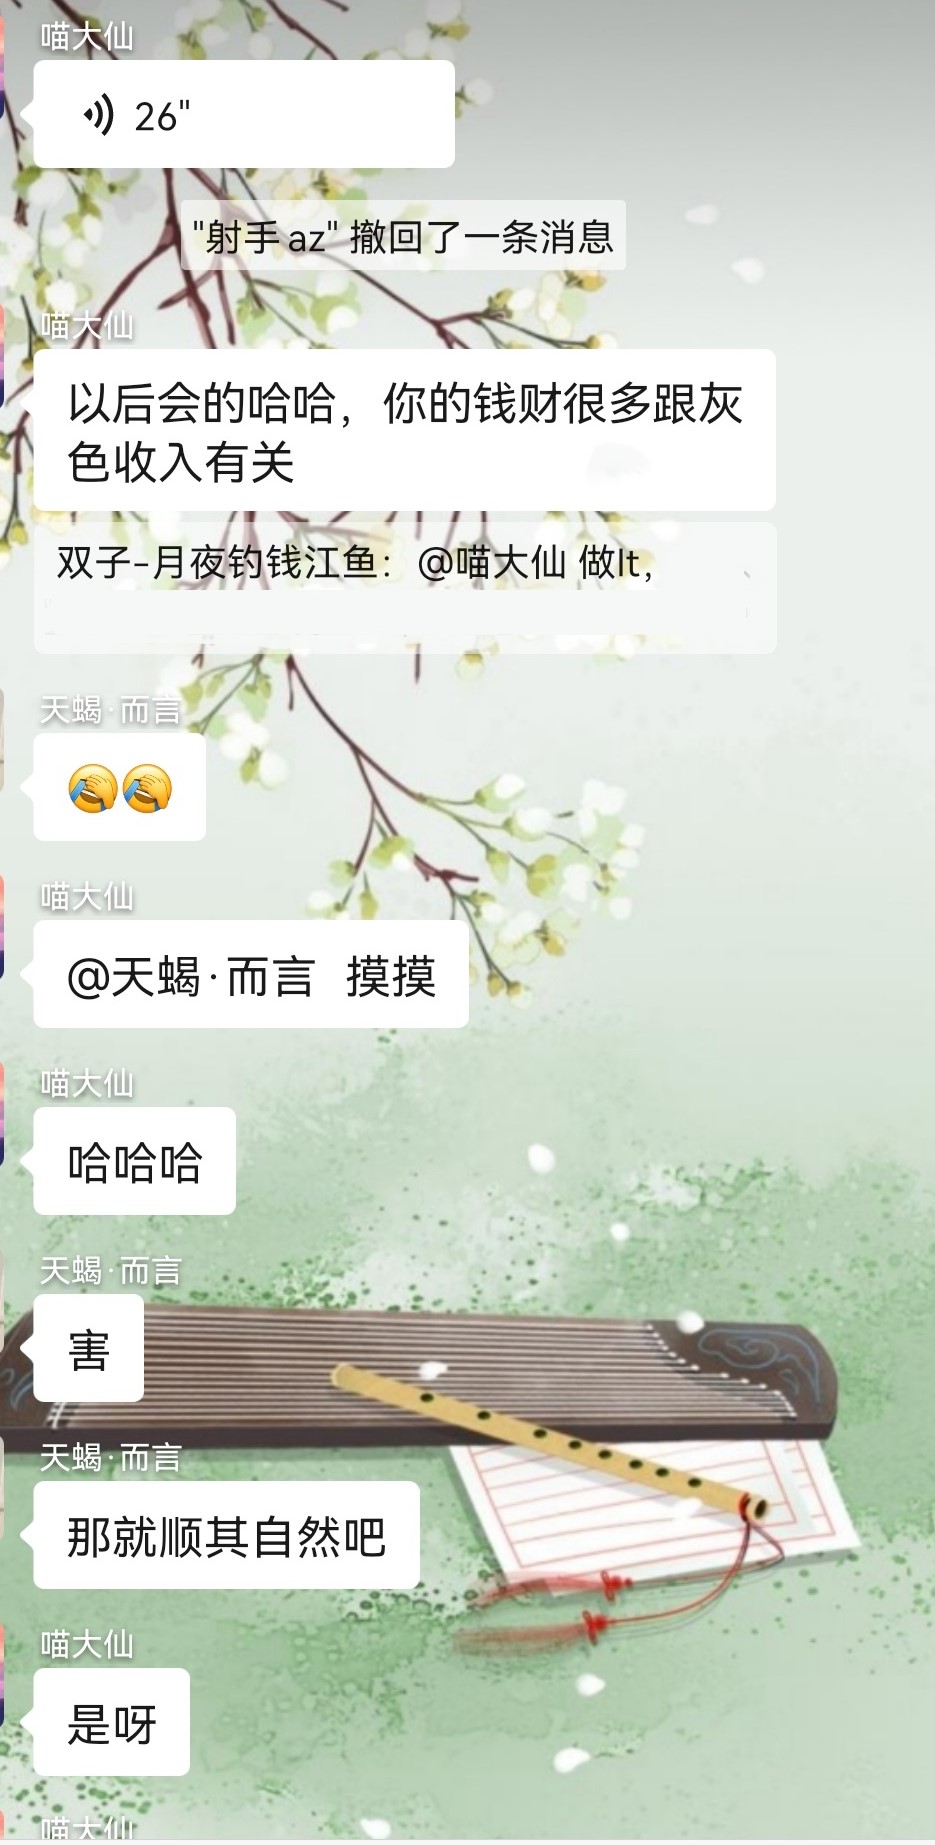 喵大仙
26"
"射手 az" 撤回了一条消息
喵大仙
以后会的哈哈，你的钱财很多跟灰
色收入有关
双子-月夜钓钱江鱼：@喵大仙 做It,
天蝎·而言
喵大仙
@天蝎·而言 摸摸
喵大仙
哈哈哈
天蝎·而言
害
天蝎·而言
那就顺其自然吧
喵大仙
是呀
喵大仙